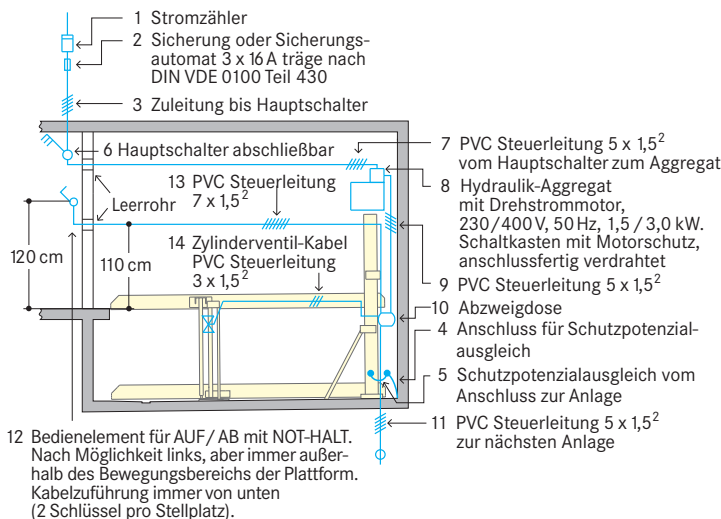 1 Stromzähler
2 Sicherung oder Sicherungs-
automat 3 x 16 A träge nach
DIN VDE 0100 Teil 430
3 Zuleitung bis Hauptschalter
6 Hauptschalter abschließbar
Leerrohr
13 PVC Steuerleitung
7 x 1,5²
14 Zylinderventil-Kabel
PVC Steuerleitung
3 x 1,5²
120 cm
110 cm
7 PVC Steuerleitung 5 x 1,5²
vom Hauptschalter zum Aggregat
8 Hydraulik-Aggregat
mit Drehstrommotor,
230/400 V, 50 Hz, 1,5 / 3,0 kW.
Schaltkasten mit Motorschutz,
anschlussfertig verdrahtet
9 PVC Steuerleitung 5 x 1,5²
10 Abzweigdose
4 Anschluss für Schutzpotenzial-
ausgleich
5 Schutzpotenzialausgleich vom
Anschluss zur Anlage
11 PVC Steuerleitung 5 x 1,5²
zur nächsten Anlage
12 Bedienelement für AUF/AB mit NOT-HALT.
Nach Möglichkeit links, aber immer außer-
halb des Bewegungsbereichs der Plattform.
Kabelzuführung immer von unten
(2 Schlüssel pro Stellplatz).